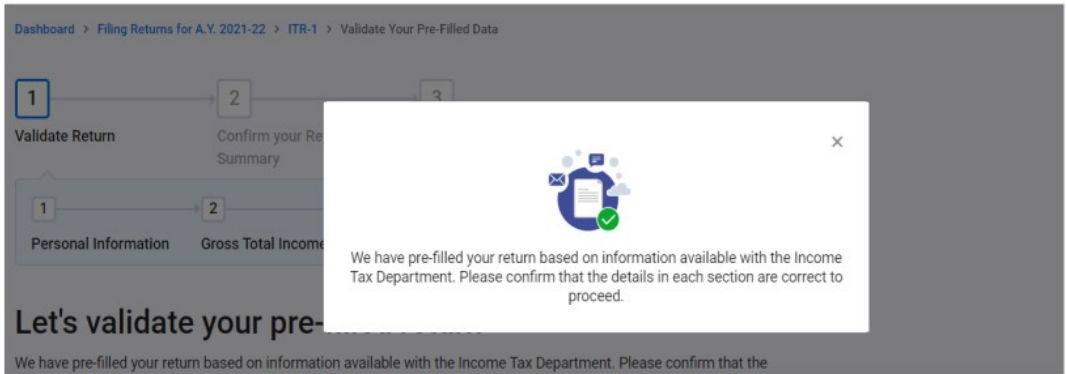 Dashboard > Filing Returns for A.Y. 2021-22 > ITR-1 > Validate Your Pre-Filled Data
1
2
3
Validate Return
Confirm your Re
Summary
1
2
Personal Information
Gross Total Income
We have pre-filled your return based on information available with the Income
Tax Department. Please confirm that the details in each section are correct to
proceed.
Let's validate your pre-
We have pre-filled your return based on information available with the Income Tax Department. Please confirm that the